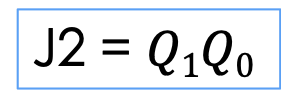 J2 = Q₁Q₀